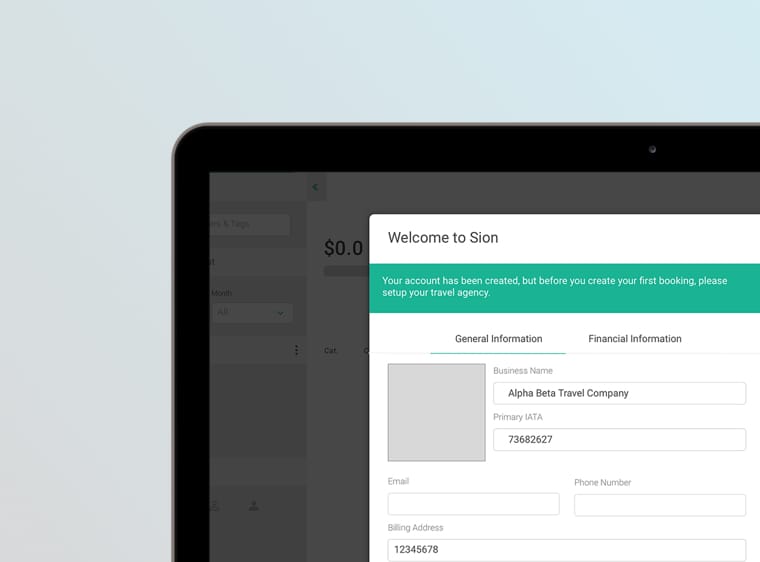 Welcome to Sion
Your account has been created, but before you create your first booking, please
setup your travel agency.
General Information
Financial Information
Business Name
Alpha Beta Travel Company
Primary IATA
73682627
Email
Phone Number
Billing Address
12345678
& Tags
Month
All
$0.0
Cat.